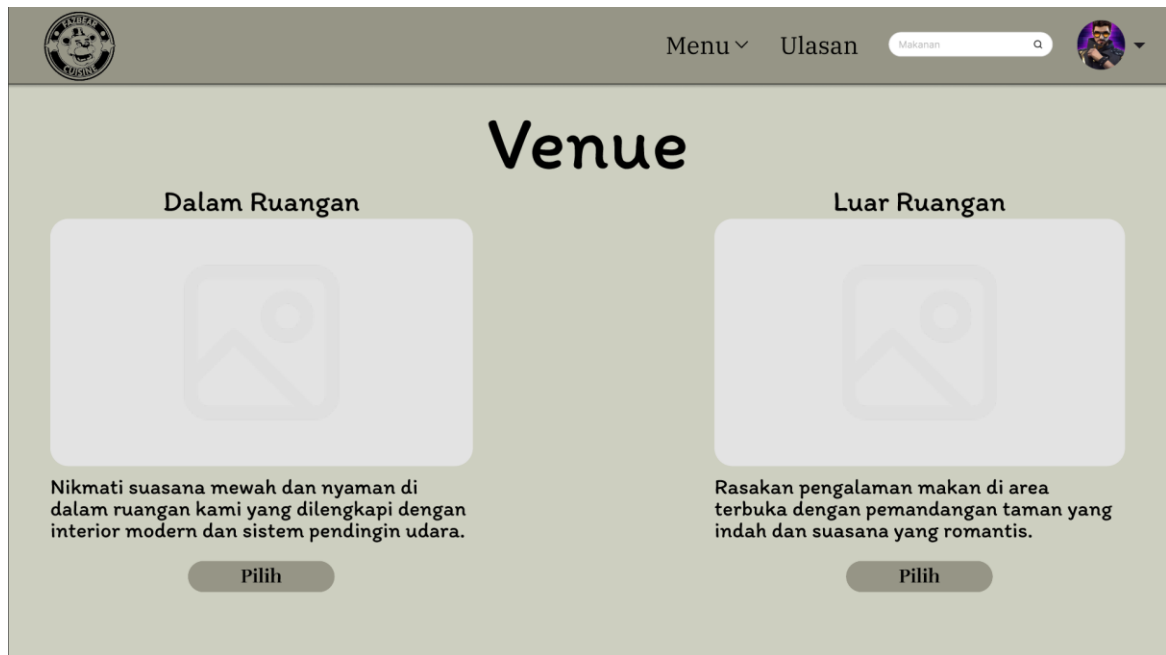 FAZBEAR
CUISINE
Menu
Ulasan
Makanan
Venue
Dalam Ruangan
Nikmati suasana mewah dan nyaman di
dalam ruangan kami yang dilengkapi dengan
interior modern dan sistem pendingin udara.
Pilih
Luar Ruangan
Rasakan pengalaman makan di area
terbuka dengan pemandangan taman yang
indah dan suasana yang romantis.
Pilih